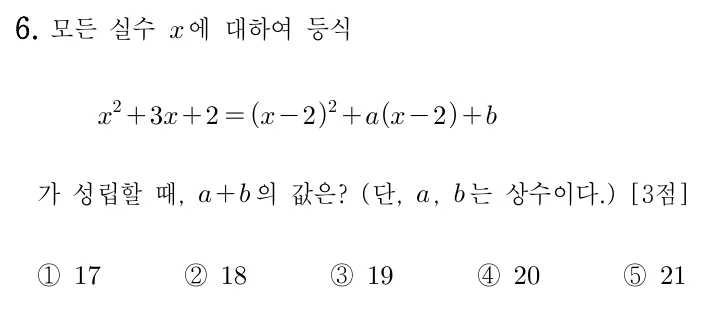 6. 모든 실수 x에 대하여 등식
x²+3x+2=(x-2)²+a(x-2)+b
가 성립할 때, a+b의 값은? (단, a, b는 상수이다.) [3점]
① 17 ② 18 ③ 19 ④ 20 ⑤ 21